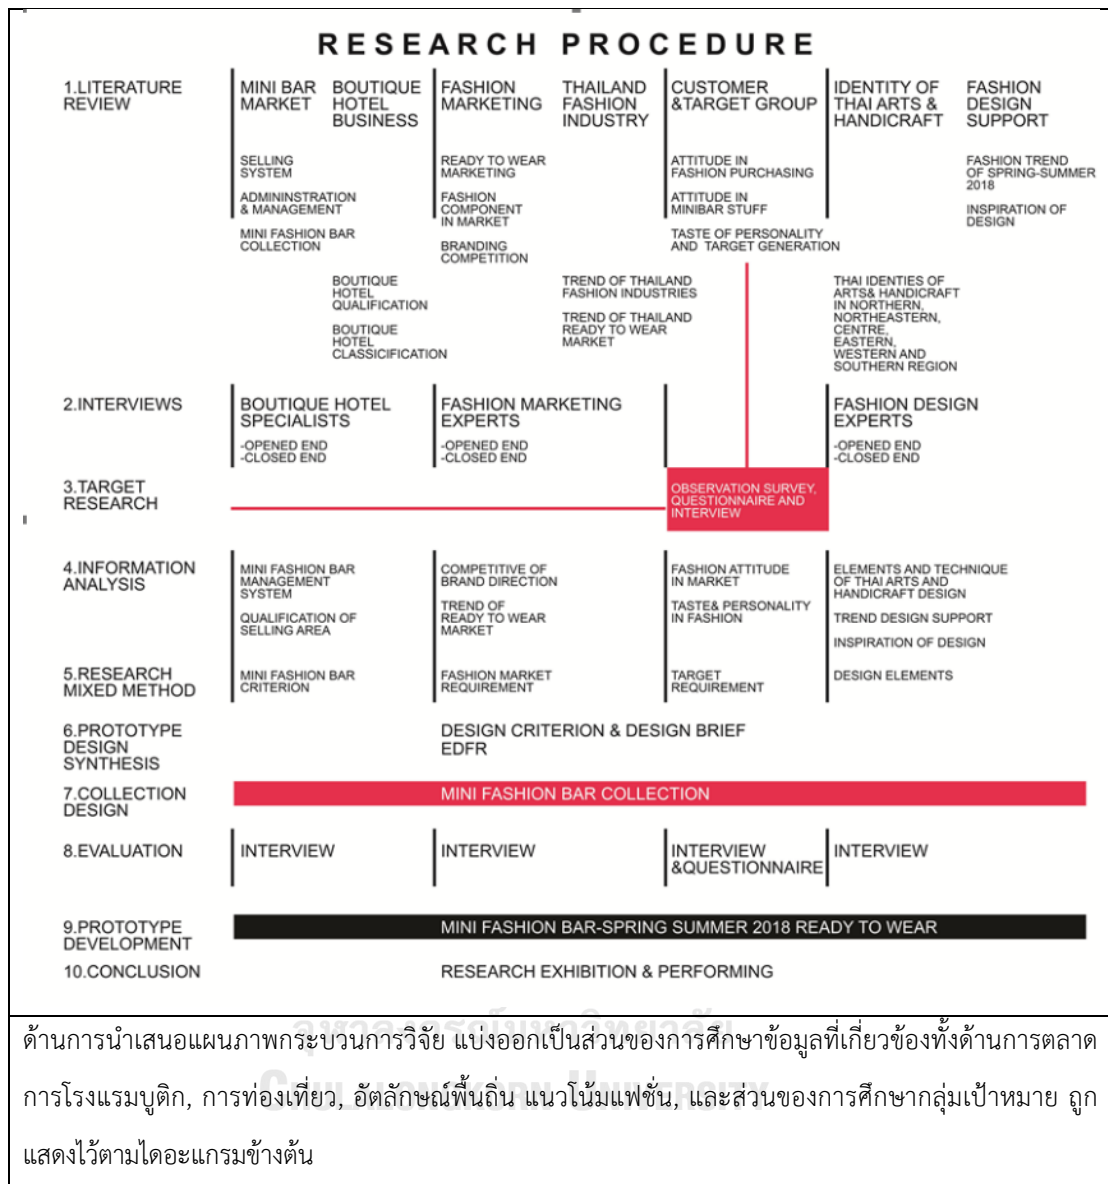 RESEARCH PROCEDURE
1.LITERATURE
REVIEW
MINI BAR
MARKET
BOUTIQUE
HOTEL
BUSINESS
FASHION
MARKETING
THAILAND
FASHION
INDUSTRY
CUSTOMER
&TARGET GROUP
IDENTITY OF
THAI ARTS &
HANDICRAFT
FASHION
DESIGN
SUPPORT
SELLING
SYSTEM
ADMININSTRATION
& MANAGEMENT
MINI FASHION BAR
COLLECTION
READY TO WEAR
MARKETING
FASHION
COMPONENT
IN MARKET
BRANDING
COMPETITION
ATTITUDE IN
FASHION PURCHASING
ATTITUDE IN
MINIBAR STUFF
TASTE OF PERSONALITY
AND TARGET GENERATION
FASHION TREND
OF SPRING-SUMMER
2018
INSPIRATION OF
DESIGN
BOUTIQUE
HOTEL
QUALIFICATION
BOUTIQUE
HOTEL
CLASSICIFICATION
TREND OF THAILAND
FASHION INDUSTRIES
TREND OF THAILAND
READY TO WEAR
MARKET
THAI IDENTIES OF
ARTS& HANDICRAFT
IN NORTHERN,
NORTHEASTERN,
CENTRE,
EASTERN,
WESTERN AND
SOUTHERN REGION
2.INTERVIEWS
BOUTIQUE HOTEL
SPECIALISTS
-OPENED END
-CLOSED END
FASHION MARKETING
EXPERTS
-OPENED END
-CLOSED END
FASHION DESIGN
EXPERTS
-OPENED END
-CLOSED END
3.TARGET
RESEARCH
OBSERVATION SURVEY,
QUESTIONNAIRE AND
INTERVIEW
4.INFORMATION
ANALYSIS
MINI FASHION BAR
MANAGEMENT
SYSTEM
QUALIFICATION OF
SELLING AREA
COMPETITIVE OF
BRAND DIRECTION
TREND OF
READY TO WEAR
MARKET
FASHION ATTITUDE
IN MARKET
TASTE& PERSONALITY
IN FASHION
ELEMENTS AND TECHNIQUE
OF THAI ARTS AND
HANDICRAFT DESIGN
TREND DESIGN SUPPORT
INSPIRATION OF DESIGN
5.RESEARCH
MIXED METHOD
MINI FASHION BAR
CRITERION
FASHION MARKET
REQUIREMENT
TARGET
REQUIREMENT
DESIGN ELEMENTS
6.PROTOTYPE
DESIGN
SYNTHESIS
DESIGN CRITERION & DESIGN BRIEF
EDFR
7.COLLECTION
DESIGN
MINI FASHION BAR COLLECTION
8.EVALUATION
INTERVIEW
INTERVIEW
INTERVIEW
&QUESTIONNAIRE
INTERVIEW
9.PROTOTYPE
DEVELOPMENT
MINI FASHION BAR-SPRING SUMMER 2018 READY TO WEAR
10.CONCLUSION
RESEARCH EXHIBITION & PERFORMING
จุฬาลงกรณ์มหาวิทยาลัย
ด้านการนำเสนอแผนภาพกระบวนการวิจัย แบ่งออกเป็นส่วนของการศึกษาข้อมูลที่เกี่ยวข้องทั้งด้านการตลาด
CHULALONGKORN UNIVERSITY
การโรงแรมบูติก, การท่องเที่ยว, อัตลักษณ์พื้นถิ่น แนวโน้มแฟชั่น, และส่วนของการศึกษากลุ่มเป้าหมาย ถูก
แสดงไว้ตามไดอะแกรมข้างต้น